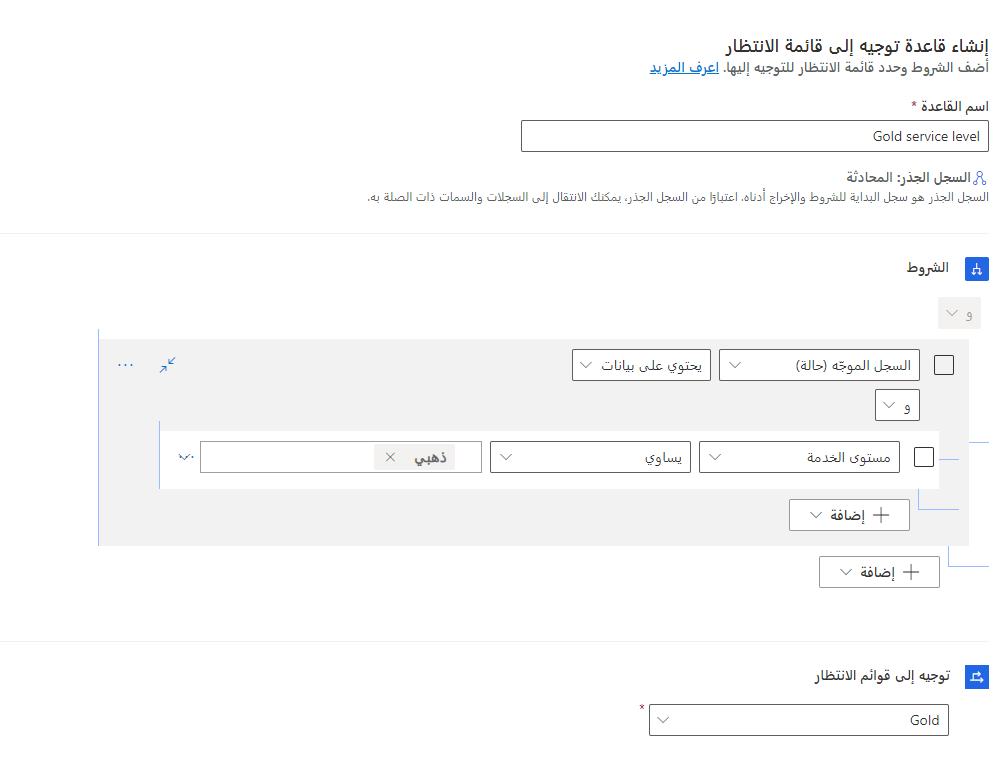 إنشاء قاعدة توجيه إلى قائمة الانتظار
أضف الشروط وحدد قائمة الانتظار للتوجيه إليها. اعرف المزيد
اسم القاعدة *
Gold service level
السجل الجذر: المحادثة
السجل الجذر هو سجل البداية للشروط والإخراج أدناه. اعتبارًا من السجل الجذر، يمكنك الانتقال إلى السجلات والسمات ذات الصلة به.
الشروط
و
السجل الموجّه (حالة) يحتوي على بيانات
و
مستوى الخدمة يساوي ذهبي
إضافة
إضافة
توجيه إلى قوائم الانتظار
Gold *